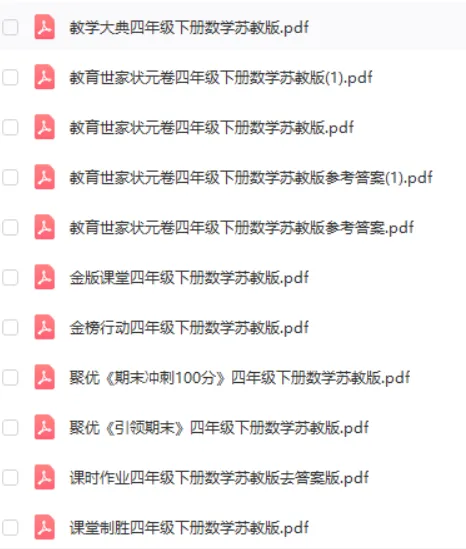 教学大典四年级下册数学苏教版.pdf
教育世家状元卷四年级下册数学苏教版(1).pdf
教育世家状元卷四年级下册数学苏教版.pdf
教育世家状元卷四年级下册数学苏教版参考答案(1).pdf
教育世家状元卷四年级下册数学苏教版参考答案.pdf
金版课堂四年级下册数学苏教版.pdf
金榜行动四年级下册数学苏教版.pdf
聚优《期末冲刺100分》四年级下册数学苏教版.pdf
聚优《引领期末》四年级下册数学苏教版.pdf
课时作业四年级下册数学苏教版去答案版.pdf
课堂制胜四年级下册数学苏教版.pdf